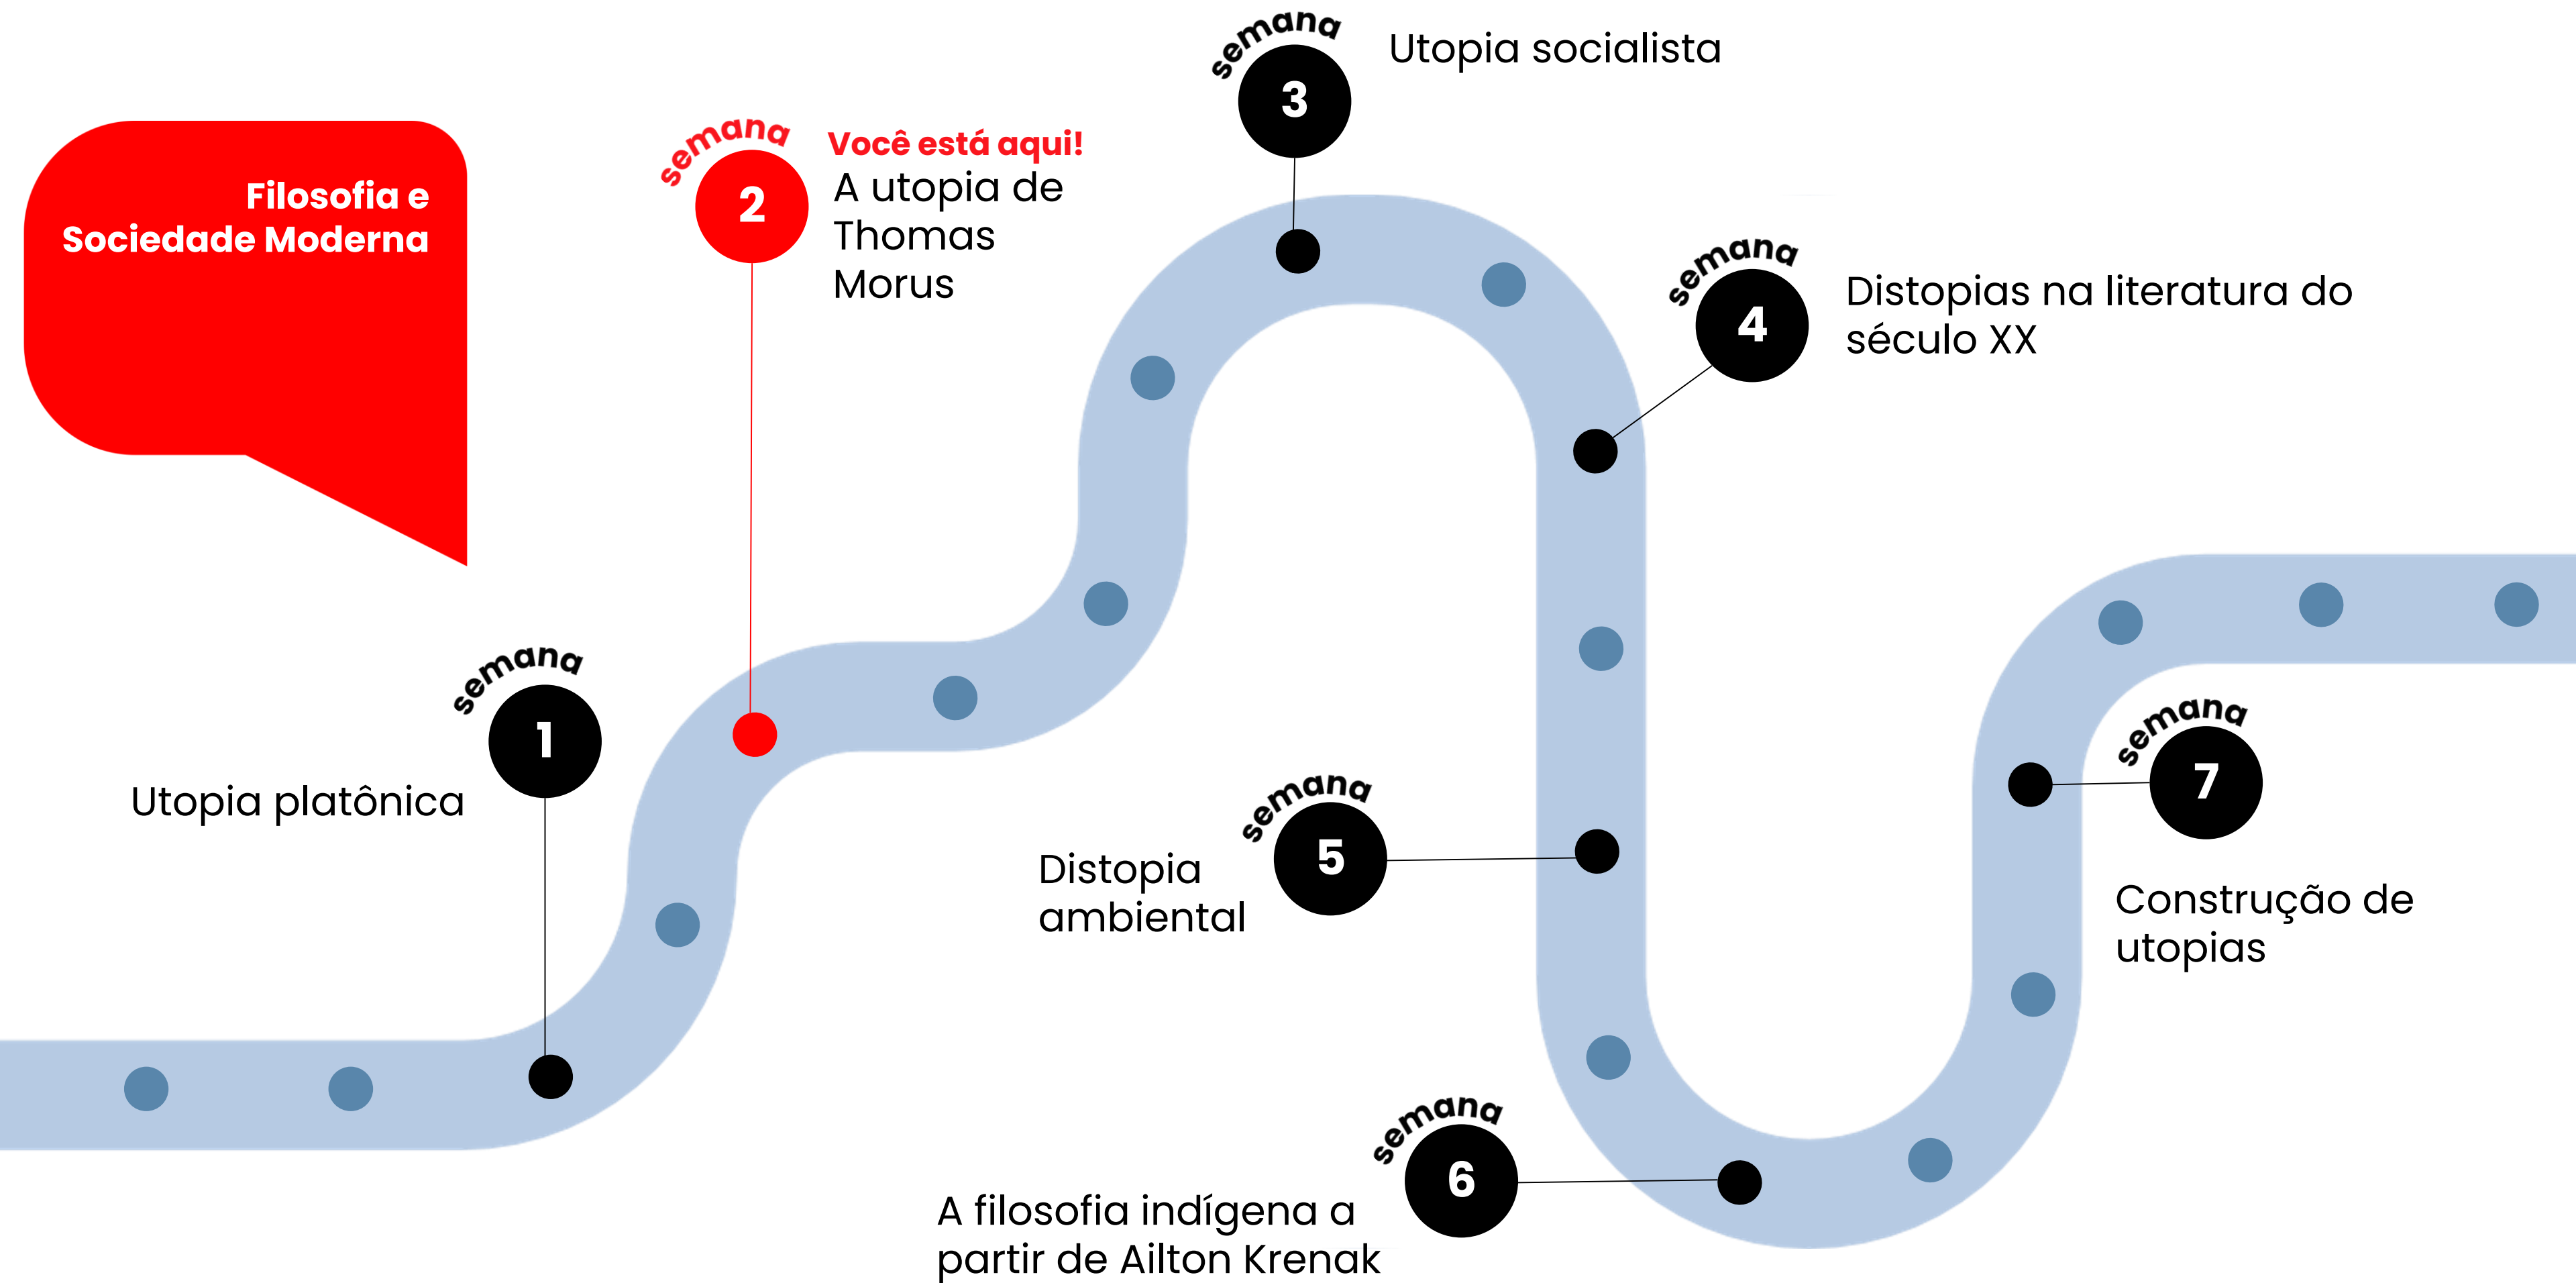 Filosofia e
Sociedade Moderna
semana
1
Utopia platônica
semana
2
Você está aqui!
A utopia de
Thomas
Morus
semana
3
Utopia socialista
semana
4
Distopias na literatura do
século XX
semana
5
Distopia
ambiental
semana
6
A filosofia indígena a
partir de Ailton Krenak
semana
7
Construção de
utopias